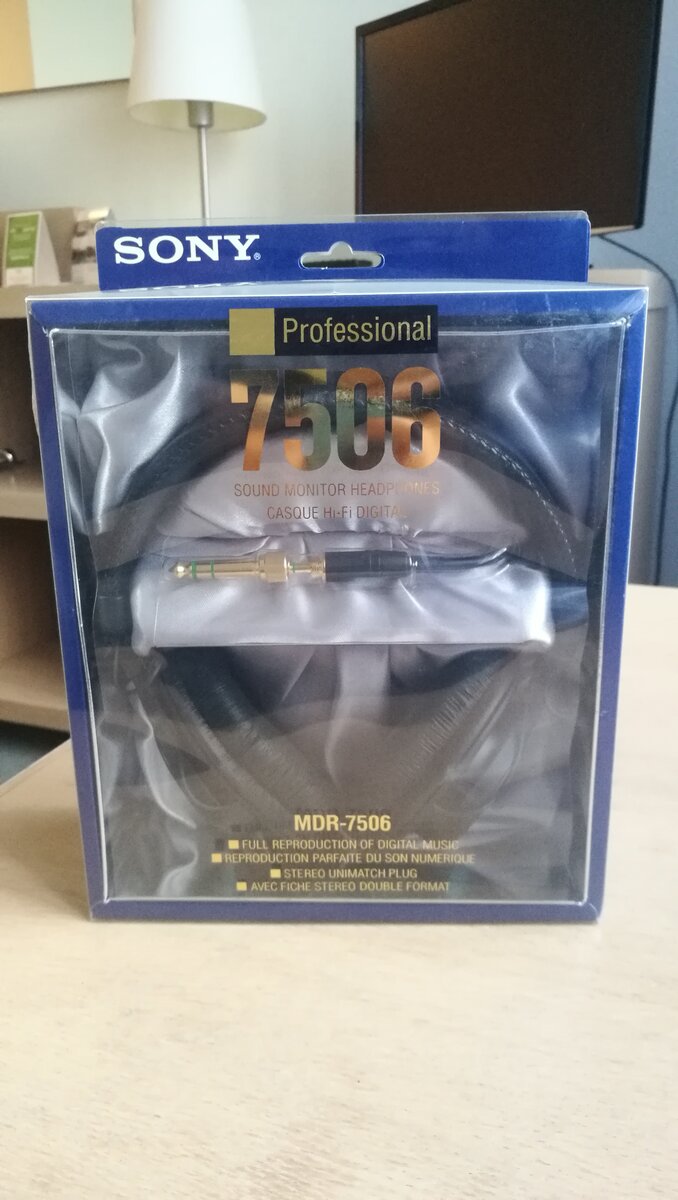 SONY®
Professional
7506
SOUND MONITOR HEADPHONES
CASQUE Hi-Fi DIGITAL
MDR-7506
FULL REPRODUCTION OF DIGITAL MUSIC
REPRODUCTION PARFAITE DU SON NUMERIQUE
STEREO UNIMATCH PLUG
AVEC FICHE STEREO DOUBLE FORMAT